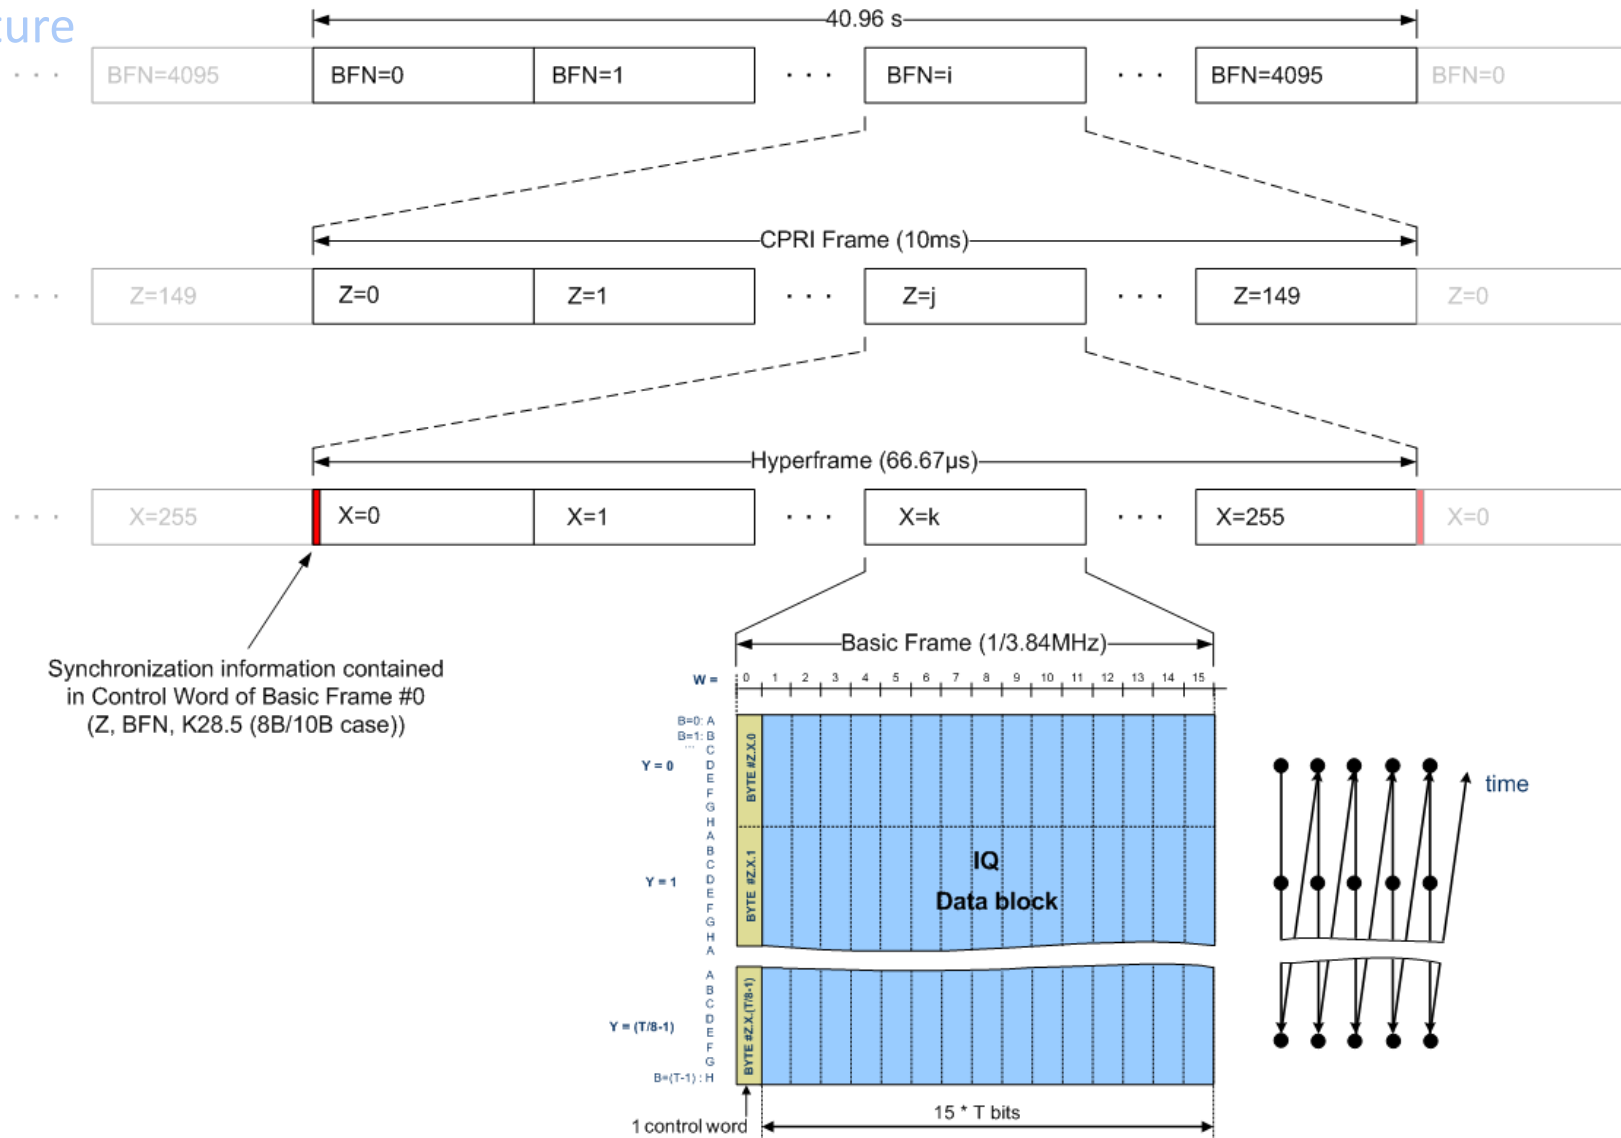 40.96 s
· · · BFN=4095 BFN=0 BFN=1 · · · BFN=i · · · BFN=4095 BFN=0
CPRI Frame (10ms)
· · · Z=149 Z=0 Z=1 · · · Z=j · · · Z=149 Z=0
Hyperframe (66.67µs)
· · · X=255 X=0 X=1 · · · X=k · · · X=255 X=0
Synchronization information contained
in Control Word of Basic Frame #0
(Z, BFN, K28.5 (8B/10B case))
Basic Frame (1/3.84MHz)
W = 0 1 2 3 4 5 6 7 8 9 10 11 12 13 14 15
B=0: A
B=1: B
... C
Y = 0 D
E
F
G
H
BYTE #Z.X.0
A
B
C
Y = 1 D
E
F
G
H
A
BYTE #Z.X.1
IQ
Data block
A
B
C
D
Y = (T/8-1) E
F
G
B=(T-1) : H
BYTE #Z.X.(T/8-1)
time
1 control word
15 * T bits